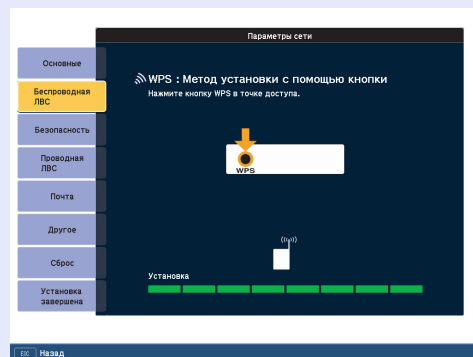 Параметры сети
Основные
Беспроводная
ЛВС
Безопасность
Проводная
ЛВС
Почта
Другое
Сброс
Установка
завершена
WPS : Метод установки с помощью кнопки
Нажмите кнопку WPS в точке доступа.
WPS
Установка
ESC Назад